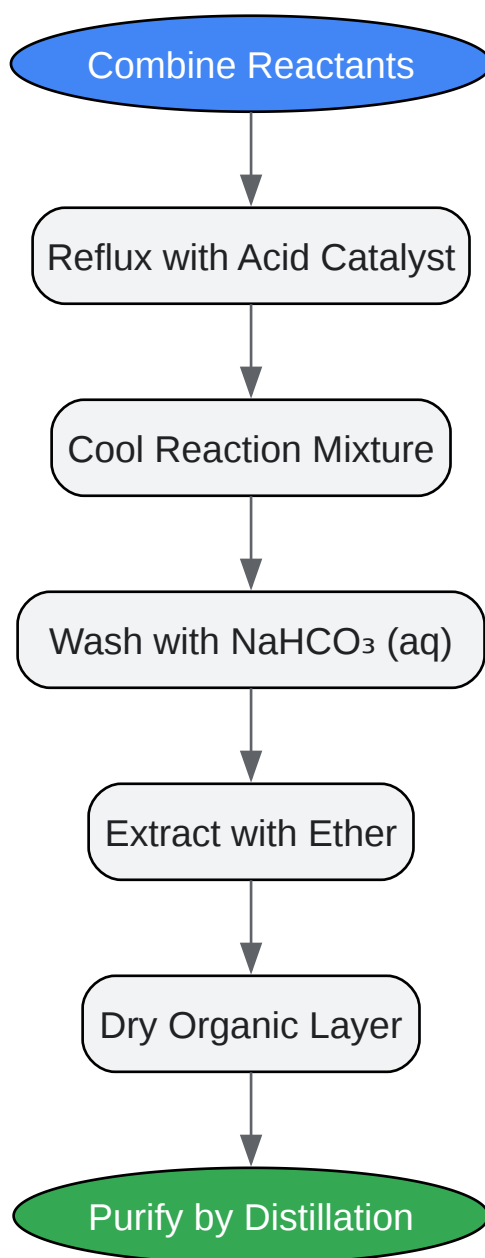 Combine Reactants
Reflux with Acid Catalyst
Cool Reaction Mixture
Wash with NaHCO₃ (aq)
Extract with Ether
Dry Organic Layer
Purify by Distillation